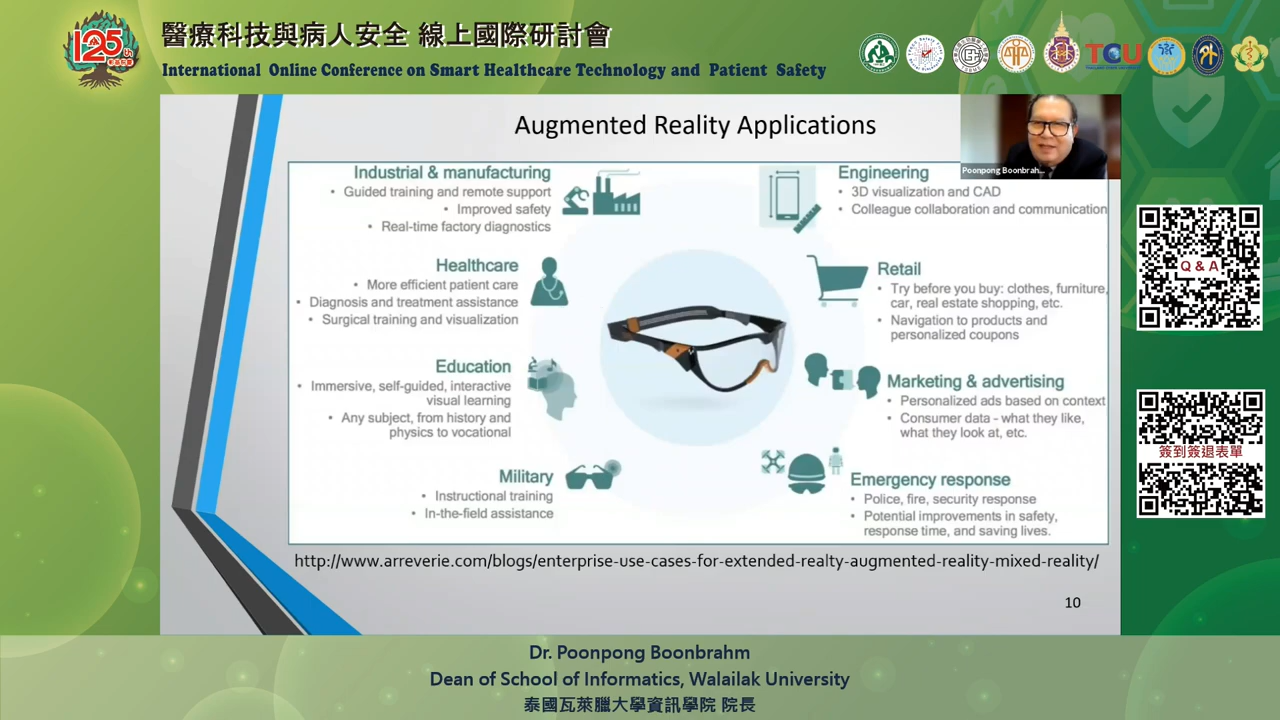 125
醫療科技與病人安全 線上國際研討會
International Online Conference on Smart Healthcare Technology and Patient Safety
TCU
Augmented Reality Applications
Poonpong Boonbrah...
Industrial & manufacturing
• Guided training and remote support
• Improved safety
• Real-time factory diagnostics
Healthcare
• More efficient patient care
• Diagnosis and treatment assistance
• Surgical training and visualization
Education
• Immersive, self-guided, interactive
visual learning
• Any subject, from history and
physics to vocational
Military
• Instructional training
• In-the-field assistance
Engineering
• 3D visualization and CAD
• Colleague collaboration and communication
Retail
• Try before you buy: clothes, furniture,
car, real estate shopping, etc.
• Navigation to products and
personalized coupons
Marketing & advertising
• Personalized ads based on context
• Consumer data - what they like,
what they look at, etc.
Emergency response
• Police, fire, security response
• Potential improvements in safety,
response time, and saving lives.
http://www.arreverie.com/blogs/enterprise-use-cases-for-extended-realty-augmented-reality-mixed-reality/
10
Q & A
簽到簽退表單
Dr. Poonpong Boonbrahm
Dean of School of Informatics, Walailak University
泰國瓦萊臘大學資訊學院 院長